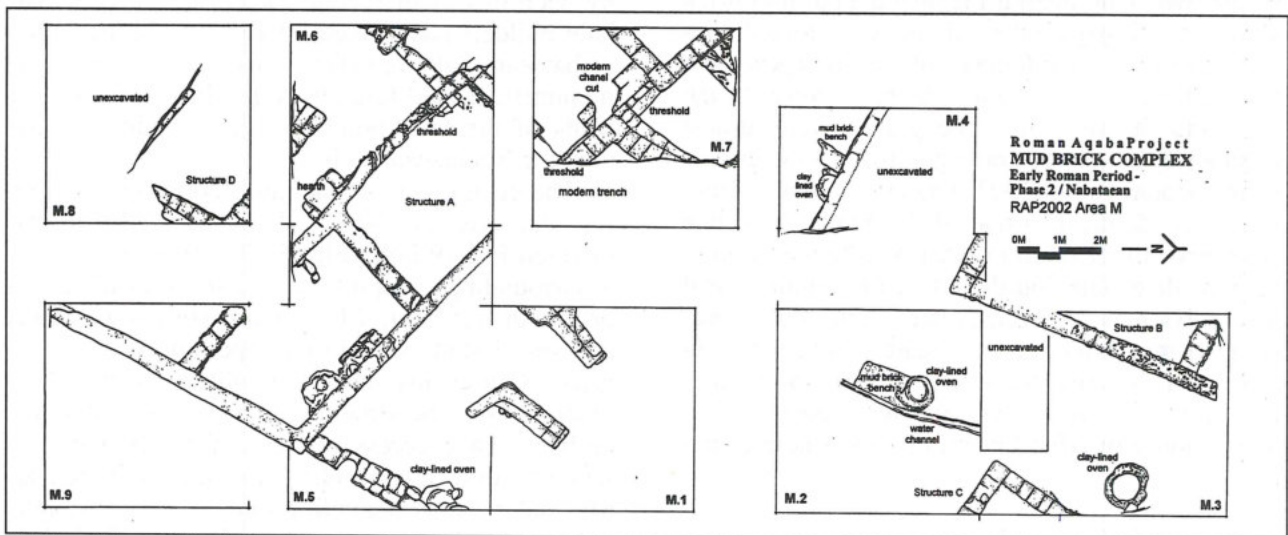 M.8
unexcavated
Structure D
M.6
threshold
hearth
Structure A
modern
chanel
cut
threshold
M.7
threshold
modern trench
M.4
mud brick
bench
clay
lined
oven
unexcavated
Roman Aqaba Project
MUD BRICK COMPLEX
Early Roman Period -
Phase 2 / Nabataean
RAP2002 Area M
0M 1M 2M
N
M.9
M.5
clay-lined oven
M.1
unexcavated
Structure B
mud brick
bench
clay-lined
oven
water
channel
M.2
Structure C
clay-lined
oven
M.3